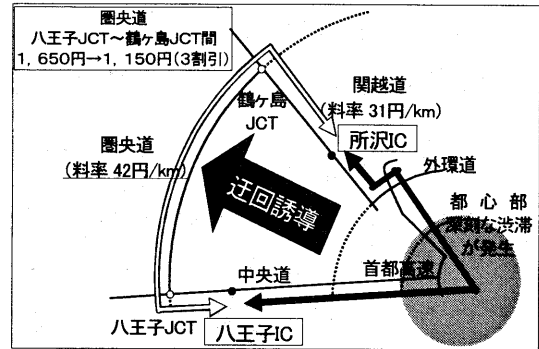 圏央道
八王子JCT～鶴ヶ島JCT間
1,650円→1,150円(3割引)
関越道
(料率 31円/km)
鶴ヶ島
JCT
所沢IC
圏央道
(料率 42円/km)
外環道
迂回誘導
都心部
深刻な渋滞
が発生
首都高速
中央道
八王子JCT
八王子IC